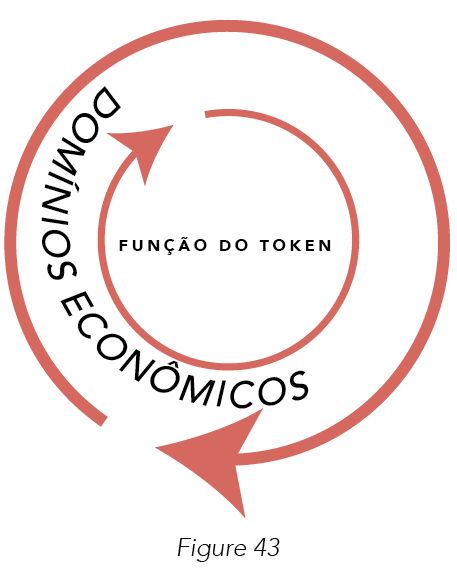 DOMÍNIOS ECONÔMICOS
FUNÇÃO DO TOKEN
Figure 43